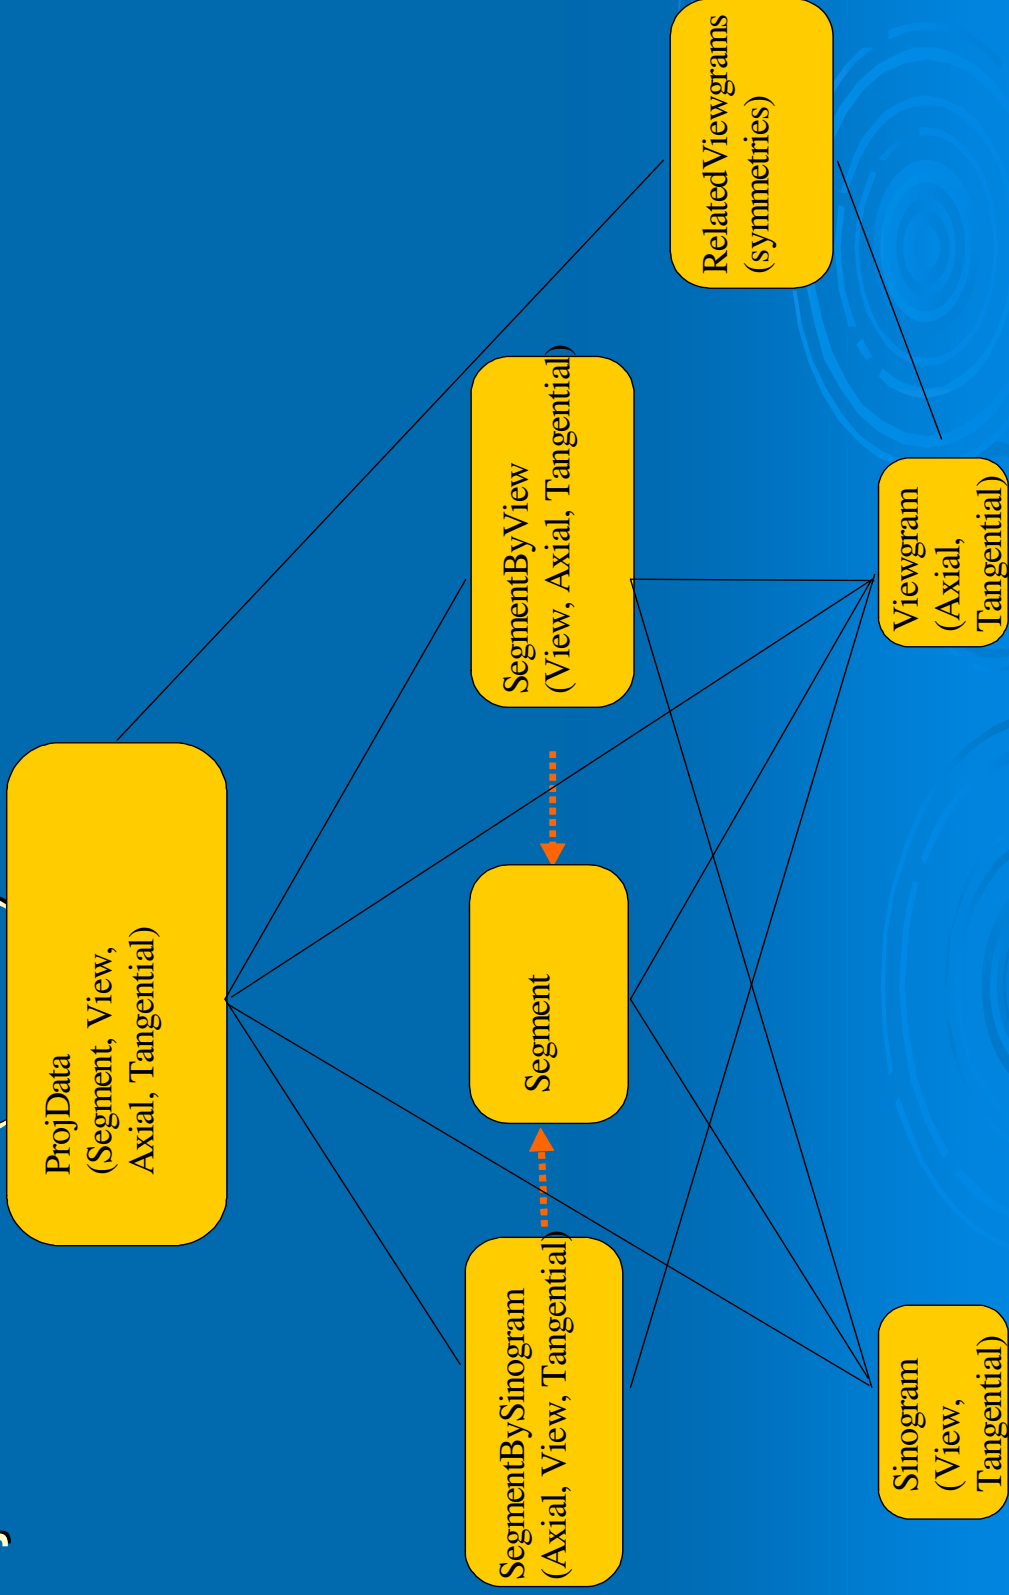 ProjData
(Segment, View,
Axial, Tangential)
SegmentBySinogram
(Axial, View, Tangential)
Segment
SegmentByView
(View, Axial, Tangential)
RelatedViewgrams
(symmetries)
Sinogram
(View,
Tangential)
Viewgram
(Axial,
Tangential)